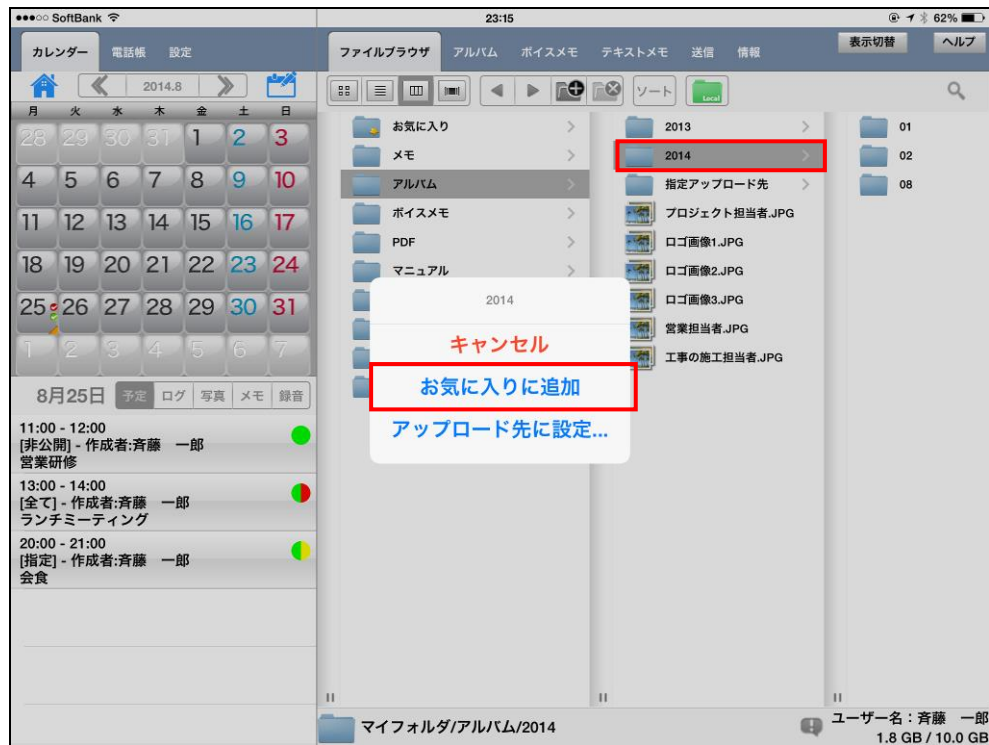 SoftBank
23:15
62%
カレンダー 電話帳 設定
ファイルブラウザ アルバム ボイスメモ テキストメモ 送信 情報
表示切替 ヘルプ
2014.8
ソート
Local
月 火 水 木 金 土 日
28 29 30 31 1 2 3
4 5 6 7 8 9 10
11 12 13 14 15 16 17
18 19 20 21 22 23 24
25 26 27 28 29 30 31
1 2 3 4 5 6 7
8月25日 予定 ログ 写真 メモ 録音
11:00 - 12:00
[非公開] - 作成者:斉藤 一郎
営業研修
13:00 - 14:00
[全て] - 作成者:斉藤 一郎
ランチミーティング
20:00 - 21:00
[指定] - 作成者:斉藤 一郎
会食
お気に入り
メモ
アルバム
ボイスメモ
PDF
マニュアル
2014
キャンセル
お気に入りに追加
アップロード先に設定...
2013
2014
指定アップロード先
プロジェクト担当者.JPG
ロゴ画像1.JPG
ロゴ画像2.JPG
ロゴ画像3.JPG
営業担当者.JPG
工事の施工担当者.JPG
01
02
08
マイフォルダ/アルバム/2014
ユーザー名：斉藤 一郎
1.8 GB / 10.0 GB